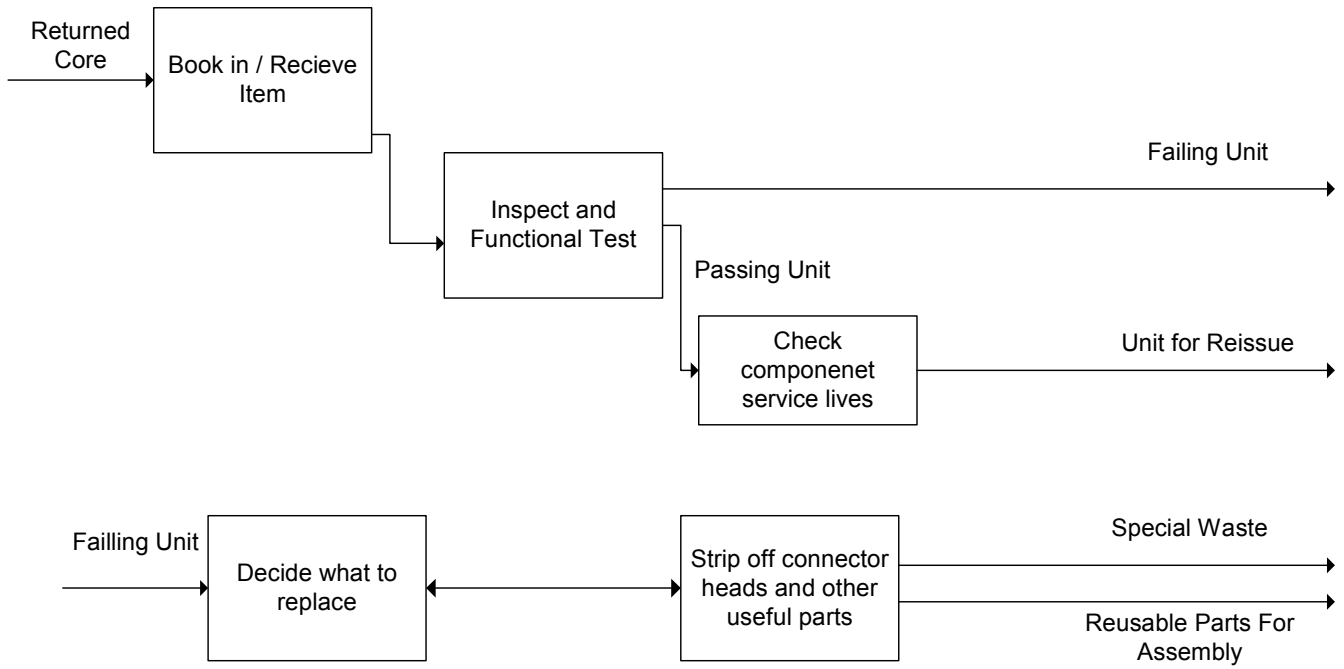 Returned
Core
Book in / Recieve
Item
Failing Unit
Inspect and
Functional Test
Passing Unit
Check
componenet
service lives
Unit for Reissue
Failling Unit
Decide what to
replace
Strip off connector
heads and other
useful parts
Special Waste
Reusable Parts For
Assembly